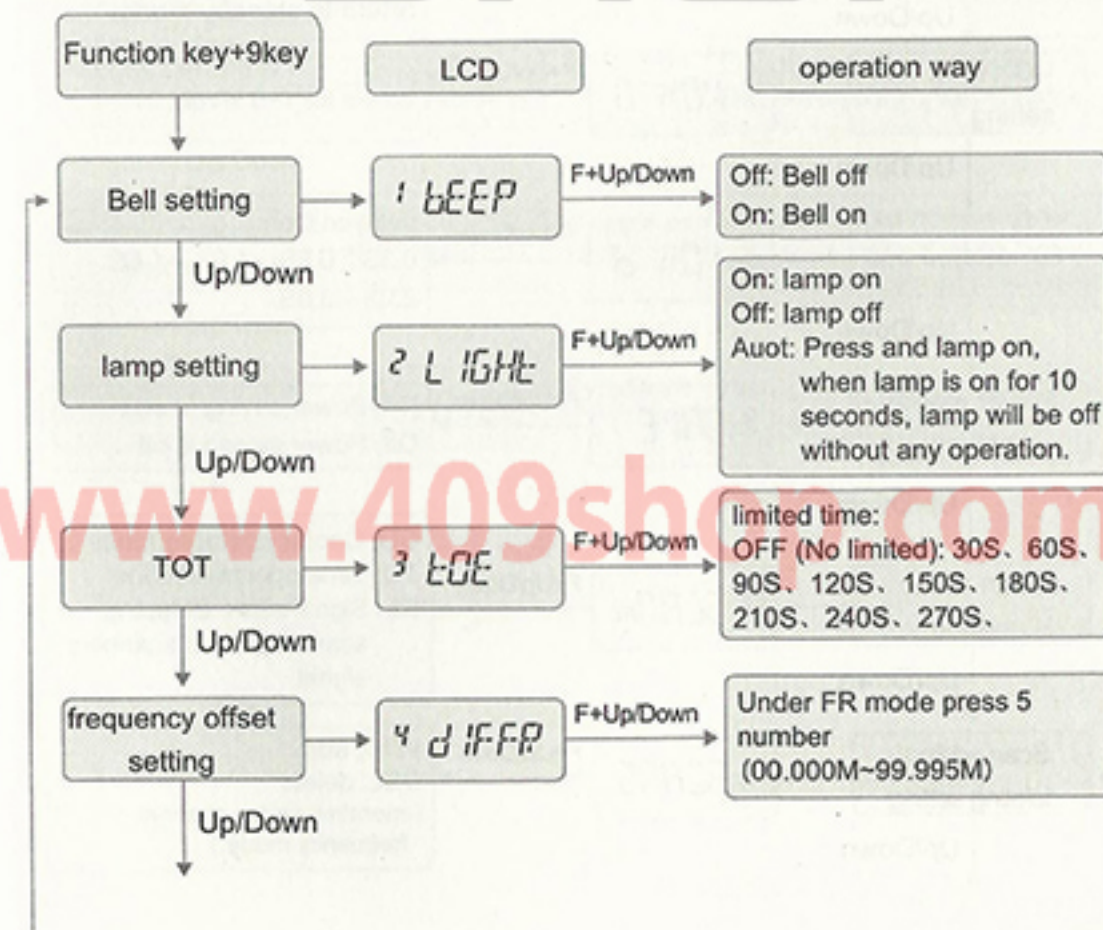 Function key+9key
LCD
operation way
Bell setting
1 bEEP
F+Up/Down
Off: Bell off
On: Bell on
Up/Down
lamp setting
2 LIGHt
F+Up/Down
On: lamp on
Off: lamp off
Auot: Press and lamp on,
when lamp is on for 10
seconds, lamp will be off
without any operation.
Up/Down
www.409shop.com
TOT
3 tOE
F+Up/Down
limited time:
OFF (No limited): 30S、60S、
90S、120S、150S、180S、
210S、240S、270S、
Up/Down
frequency offset
setting
4 dIFFR
F+Up/Down
Under FR mode press 5
number
(00.000M~99.995M)
Up/Down